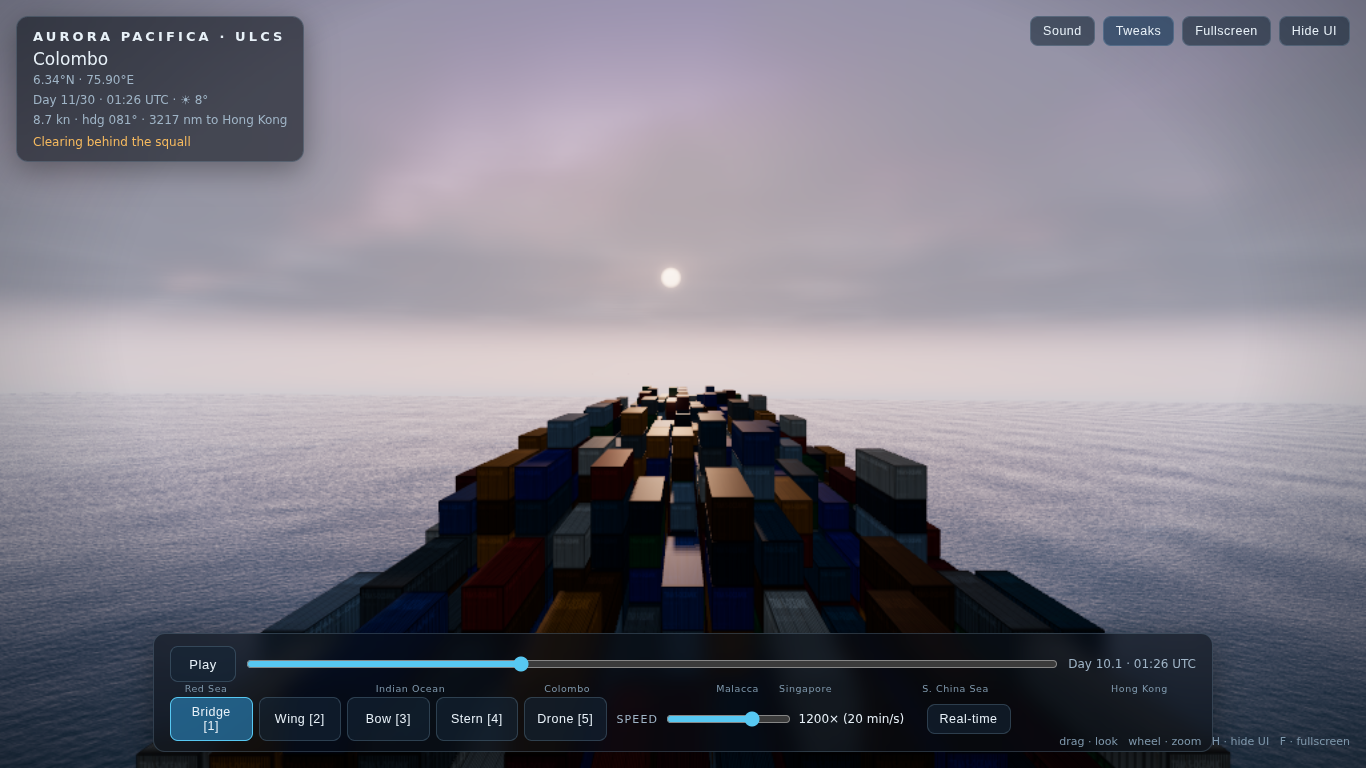 AURORA PACIFICA · ULCS
Colombo
6.34°N · 75.90°E
Day 11/30 · 01:26 UTC · ☀ 8°
8.7 kn · hdg 081° · 3217 nm to Hong Kong
Clearing behind the squall
Sound
Tweaks
Fullscreen
Hide UI
Play
Day 10.1 · 01:26 UTC
Red Sea
Indian Ocean
Colombo
Malacca
Singapore
S. China Sea
Hong Kong
Bridge
[1]
Wing [2]
Bow [3]
Stern [4]
Drone [5]
SPEED
1200× (20 min/s)
Real-time
drag · look wheel · zoom H · hide UI F · fullscreen